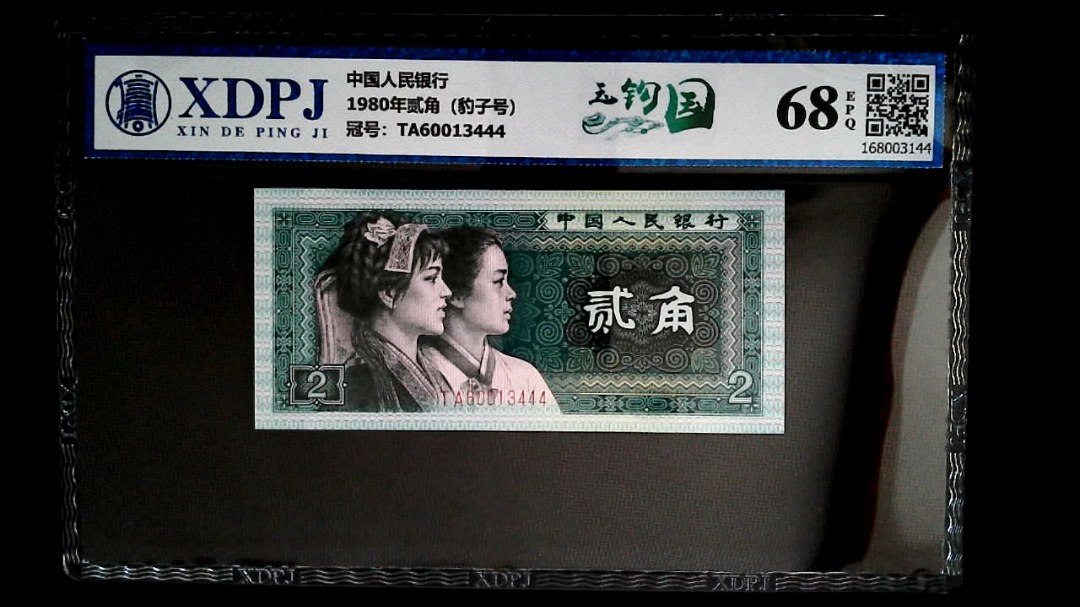 XDPJ
XIN DE PING JI
中国人民银行
1980年贰角（豹子号）
冠号：TA60013444
玉钩国
68
EPQ
168003144
中国人民银行
贰角
2
2
TA60013444
XDPJ
XDPJ
XDPJ